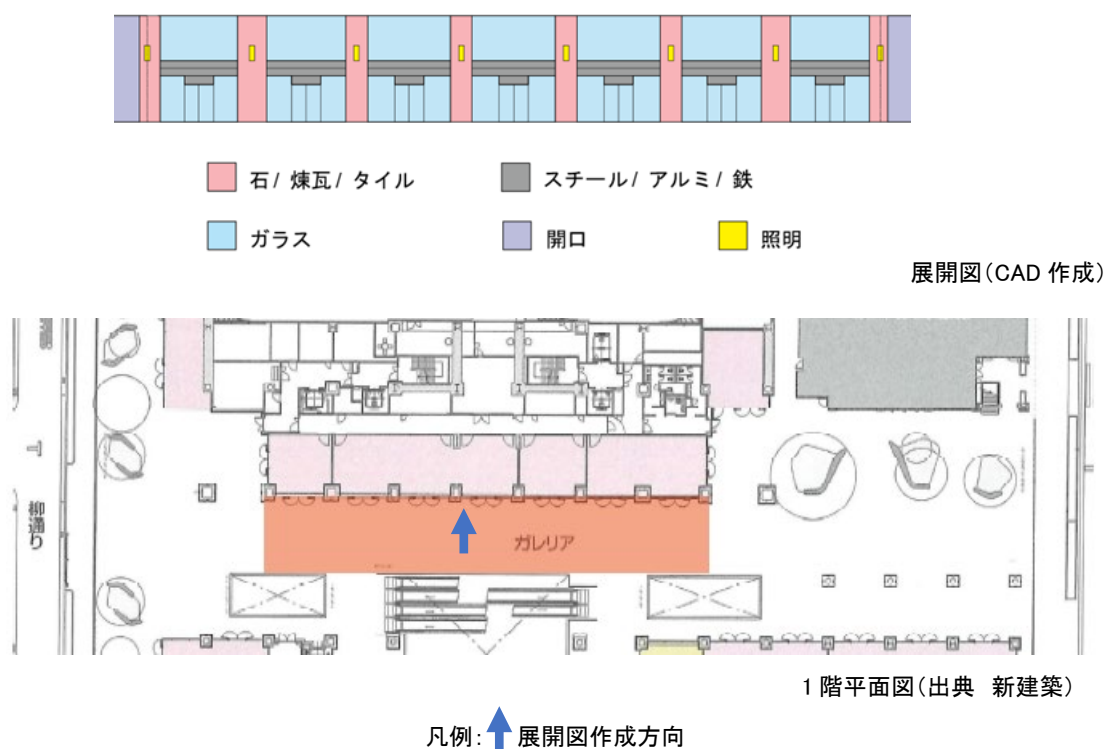 石/ 煉瓦/ タイル
スチール/ アルミ/ 鉄
ガラス
開口
照明
展開図(CAD 作成)
柳通り
ガレリア
1 階平面図(出典 新建築)
凡例:
展開図作成方向